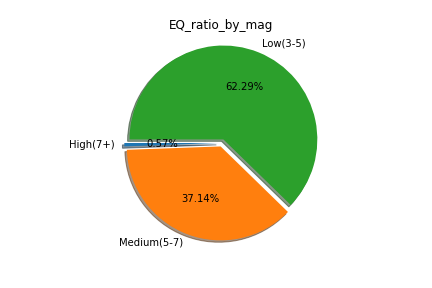 EQ_ratio_by_mag
Low(3-5)
62.29%
High(7+)
0.57%
37.14%
Medium(5-7)